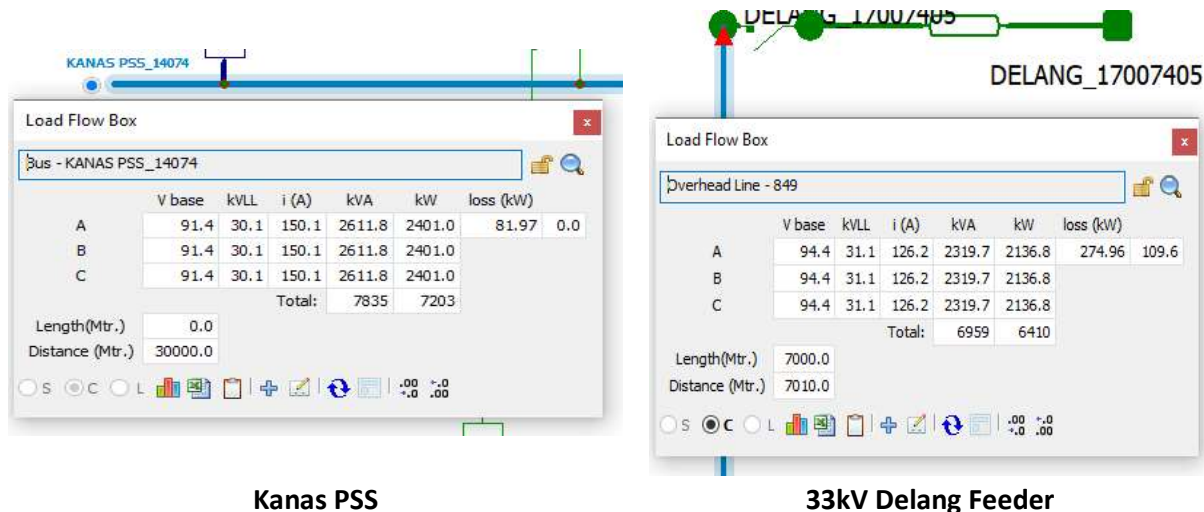 KANAS PSS_14074
Load Flow Box
x
Bus - KANAS PSS_14074
V base kVLL i (A) kVA kW loss (kW)
A 91.4 30.1 150.1 2611.8 2401.0 81.97 0.0
B 91.4 30.1 150.1 2611.8 2401.0
C 91.4 30.1 150.1 2611.8 2401.0
Total: 7835 7203
Length(Mtr.) 0.0
Distance (Mtr.) 30000.0
S C L
Kanas PSS
DELANG_17007405
DELANG_17007405
Load Flow Box
x
Overhead Line - 849
V base kVLL i (A) kVA kW loss (kW)
A 94.4 31.1 126.2 2319.7 2136.8 274.96 109.6
B 94.4 31.1 126.2 2319.7 2136.8
C 94.4 31.1 126.2 2319.7 2136.8
Total: 6959 6410
Length(Mtr.) 7000.0
Distance (Mtr.) 7010.0
S C L
33kV Delang Feeder